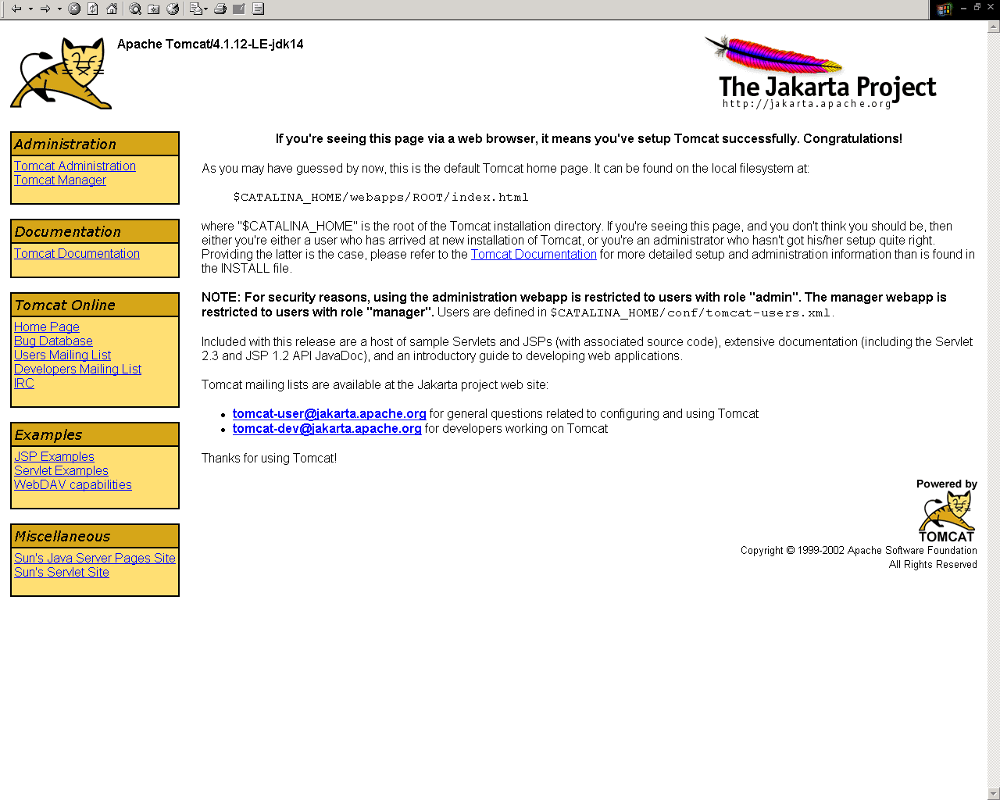 Apache Tomcat/4.1.12-LE-jdk14
The Jakarta Project
http://jakarta.apache.org
Administration
Tomcat Administration
Tomcat Manager
Documentation
Tomcat Documentation
Tomcat Online
Home Page
Bug Database
Users Mailing List
Developers Mailing List
IRC
Examples
JSP Examples
Servlet Examples
WebDAV capabilities
Miscellaneous
Sun's Java Server Pages Site
Sun's Servlet Site
If you're seeing this page via a web browser, it means you've setup Tomcat successfully. Congratulations!
As you may have guessed by now, this is the default Tomcat home page. It can be found on the local filesystem at:
$CATALINA_HOME/webapps/ROOT/index.html
where "$CATALINA_HOME" is the root of the Tomcat installation directory. If you're seeing this page, and you don't think you should be, then
either you're either a user who has arrived at new installation of Tomcat, or you're an administrator who hasn't got his/her setup quite right.
Providing the latter is the case, please refer to the Tomcat Documentation for more detailed setup and administration information than is found in
the INSTALL file.
NOTE: For security reasons, using the administration webapp is restricted to users with role "admin". The manager webapp is
restricted to users with role "manager". Users are defined in $CATALINA_HOME/conf/tomcat-users.xml.
Included with this release are a host of sample Servlets and JSPs (with associated source code), extensive documentation (including the Servlet
2.3 and JSP 1.2 API JavaDoc), and an introductory guide to developing web applications.
Tomcat mailing lists are available at the Jakarta project web site:
• tomcat-user@jakarta.apache.org for general questions related to configuring and using Tomcat
• tomcat-dev@jakarta.apache.org for developers working on Tomcat
Thanks for using Tomcat!
Powered by
TOMCAT
Copyright © 1999-2002 Apache Software Foundation
All Rights Reserved